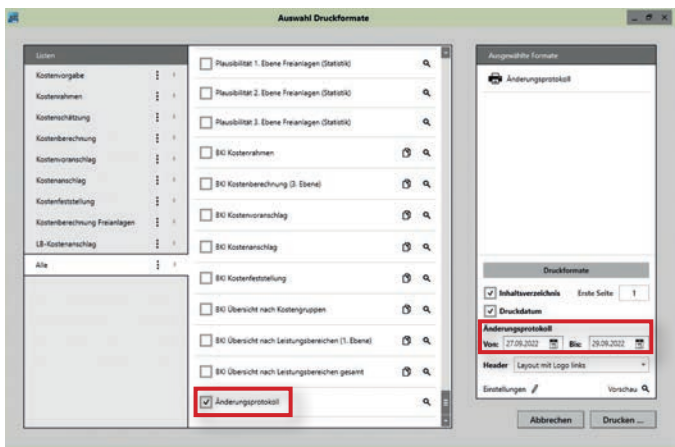 Auswahl Druckformate
Listen
Kostenvorgabe
Kostenrahmen
Kostenschätzung
Kostenberechnung
Kostenvoranschlag
Kostenanschlag
Kostenfeststellung
Kostenberechnung Freianlagen
LB-Kostenanschlag
Alle
Plausibilität 1. Ebene Freianlagen (Statistik)
Plausibilität 2. Ebene Freianlagen (Statistik)
Plausibilität 3. Ebene Freianlagen (Statistik)
BKI Kostenrahmen
BKI Kostenberechnung (3. Ebene)
BKI Kostenvoranschlag
BKI Kostenanschlag
BKI Kostenfeststellung
BKI Übersicht nach Kostengruppen
BKI Übersicht nach Leistungsbereichen (1. Ebene)
BKI Übersicht nach Leistungsbereichen gesamt
Änderungsprotokoll
Ausgewählte Formate
Änderungsprotokoll
Druckformate
Inhaltsverzeichnis Erste Seite 1
Druckdatum
Änderungsprotokoll
Von: 27.09.2022 Bis: 29.09.2022
Header Layout mit Logo links
Einstellungen Vorschau
Abbrechen Drucken ...